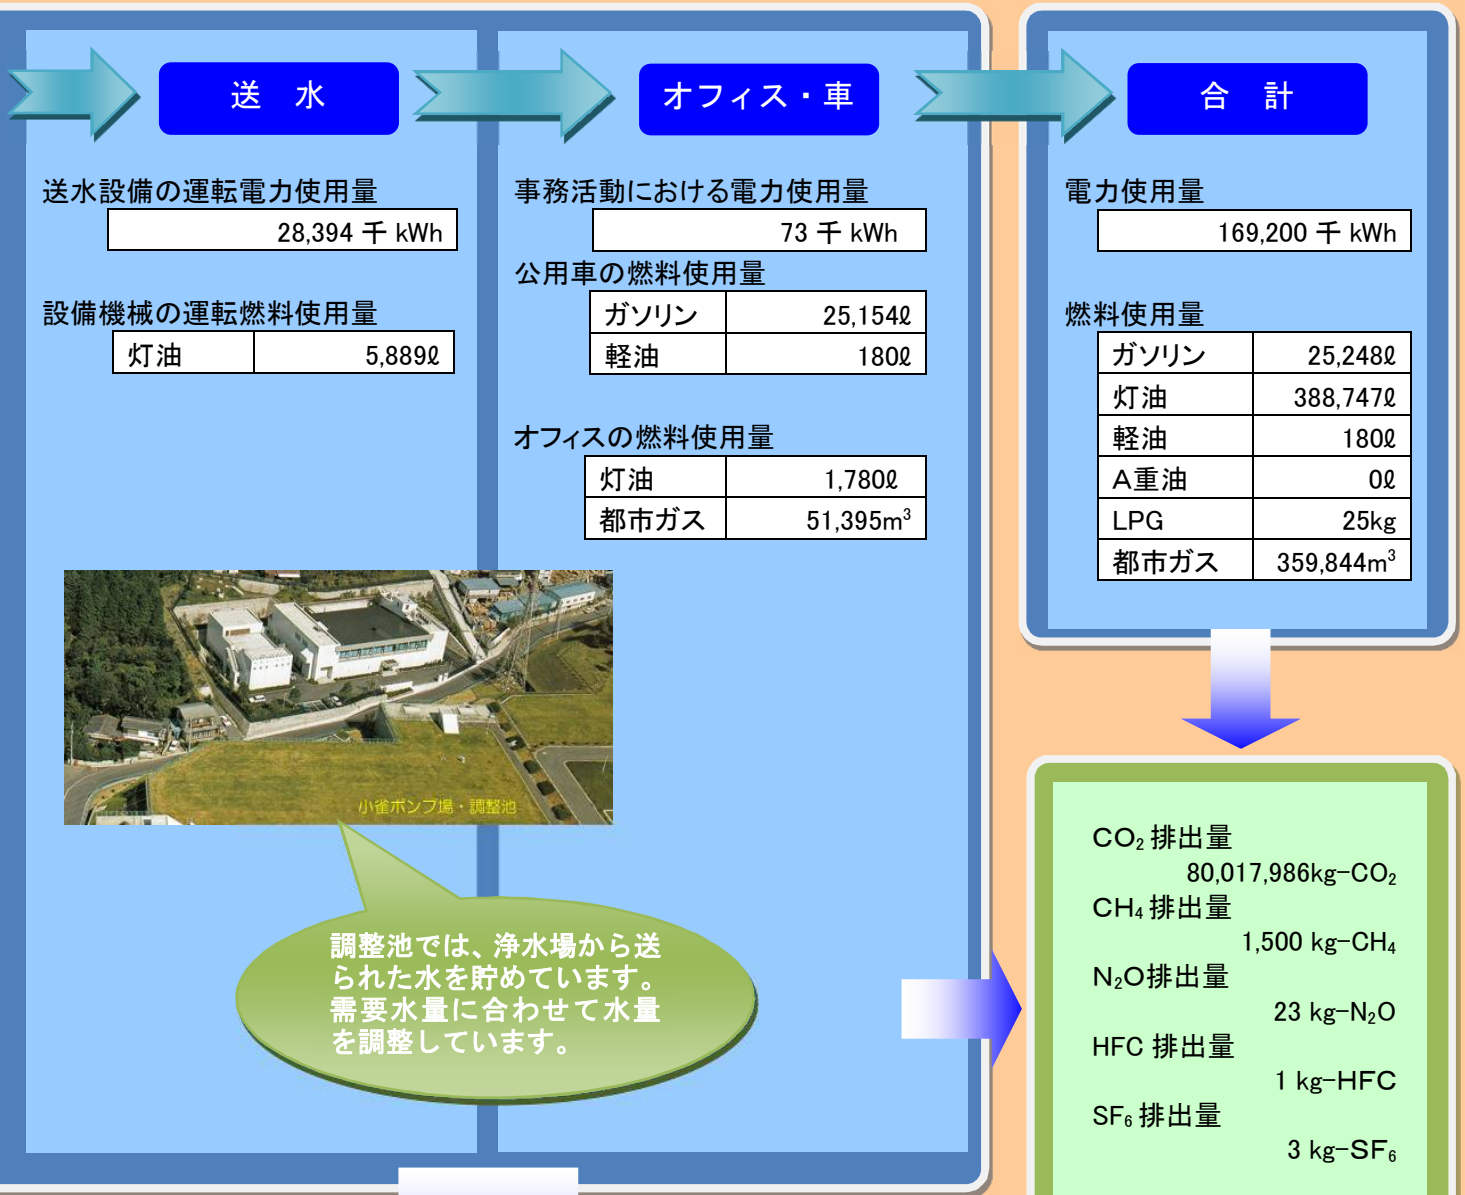 送 水
送水設備の運転電力使用量
28,394 千 kWh
設備機械の運転燃料使用量
灯油 5,889ℓ
オフィス・車
事務活動における電力使用量
73 千 kWh
公用車の燃料使用量
ガソリン 25,154ℓ
軽油 180ℓ
オフィスの燃料使用量
灯油 1,780ℓ
都市ガス 51,395m³
小雀ポンプ場・調整池
調整池では、浄水場から送
られた水を貯めています。
需要水量に合わせて水量
を調整しています。
合 計
電力使用量
169,200 千 kWh
燃料使用量
ガソリン 25,248ℓ
灯油 388,747ℓ
軽油 180ℓ
A重油 0ℓ
LPG 25kg
都市ガス 359,844m³
CO₂排出量
80,017,986kg-CO₂
CH₄排出量
1,500 kg-CH₄
N₂O排出量
23 kg-N₂O
HFC 排出量
1 kg-HFC
SF₆排出量
3 kg-SF₆